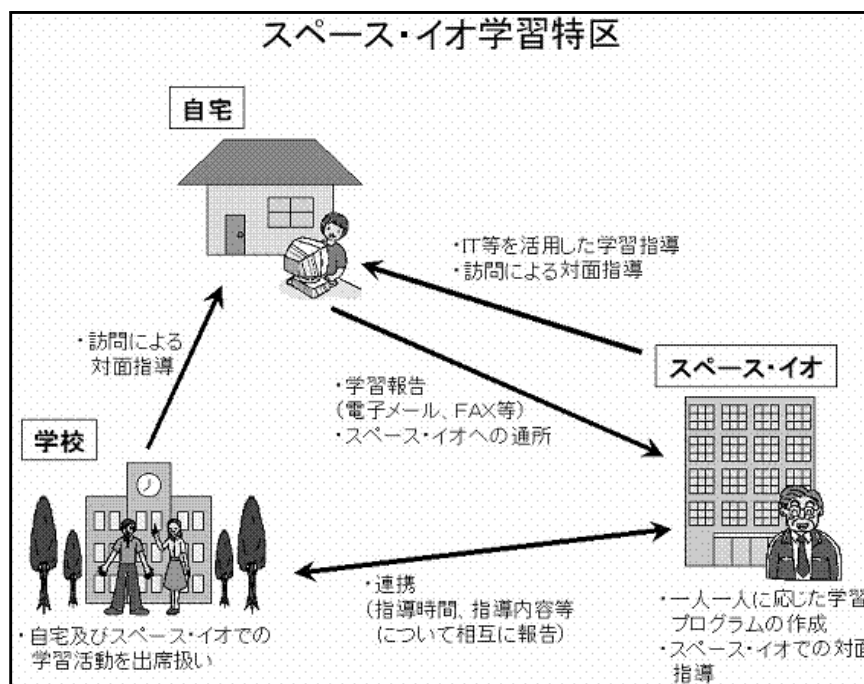 スペース・イオ学習特区
自宅
・IT等を活用した学習指導
・訪問による対面指導
・訪問による
対面指導
スペース・イオ
・学習報告
（電子メール、FAX等）
・スペース・イオへの通所
学校
・連携
（指導時間、指導内容等
について相互に報告）
・自宅及びスペース・イオでの
学習活動を出席扱い
・一人一人に応じた学習
プログラムの作成
・スペース・イオでの対面
指導